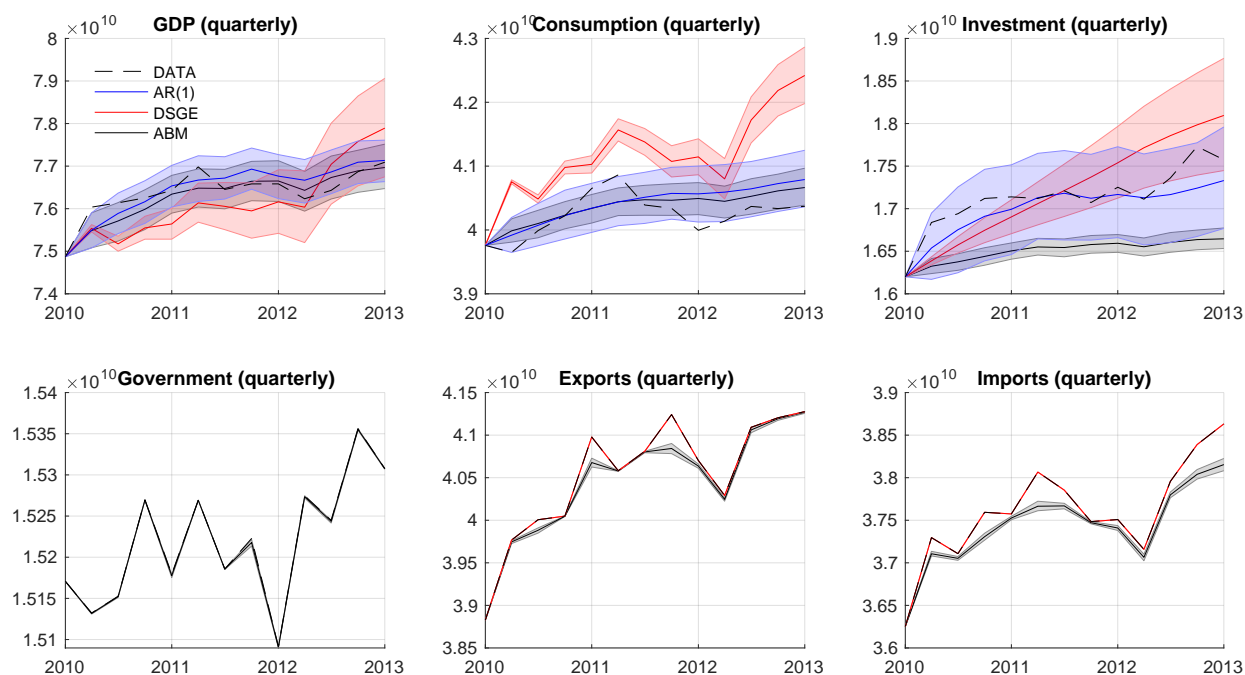 ×10^10 GDP (quarterly)
8
7.9
7.8
7.7
7.6
7.5
7.4
2010 2011 2012 2013
DATA
AR(1)
DSGE
ABM
×10^10 Consumption (quarterly)
4.3
4.2
4.1
4
3.9
2010 2011 2012 2013
×10^10 Investment (quarterly)
1.9
1.8
1.7
1.6
2010 2011 2012 2013
×10^10 Government (quarterly)
1.54
1.535
1.53
1.525
1.52
1.515
1.51
2010 2011 2012 2013
×10^10 Exports (quarterly)
4.15
4.1
4.05
4
3.95
3.9
3.85
2010 2011 2012 2013
×10^10 Imports (quarterly)
3.9
3.85
3.8
3.75
3.7
3.65
3.6
2010 2011 2012 2013